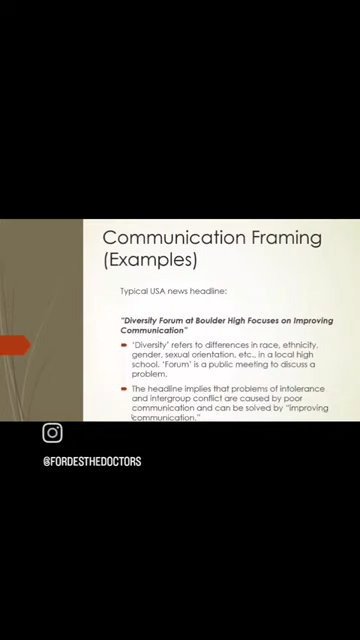 Communication Framing
(Examples)
Typical USA news headline:
"Diversity Forum at Boulder High Focuses on Improving
Communication"
'Diversity' refers to differences in race, ethnicity,
gender, sexual orientation, etc., in a local high
school. 'Forum' is a public meeting to discuss a
problem.
The headline implies that problems of intolerance
and intergroup conflict are caused by poor
communication and can be solved by "improving
communication."
@FORDESTHEDOCTORS